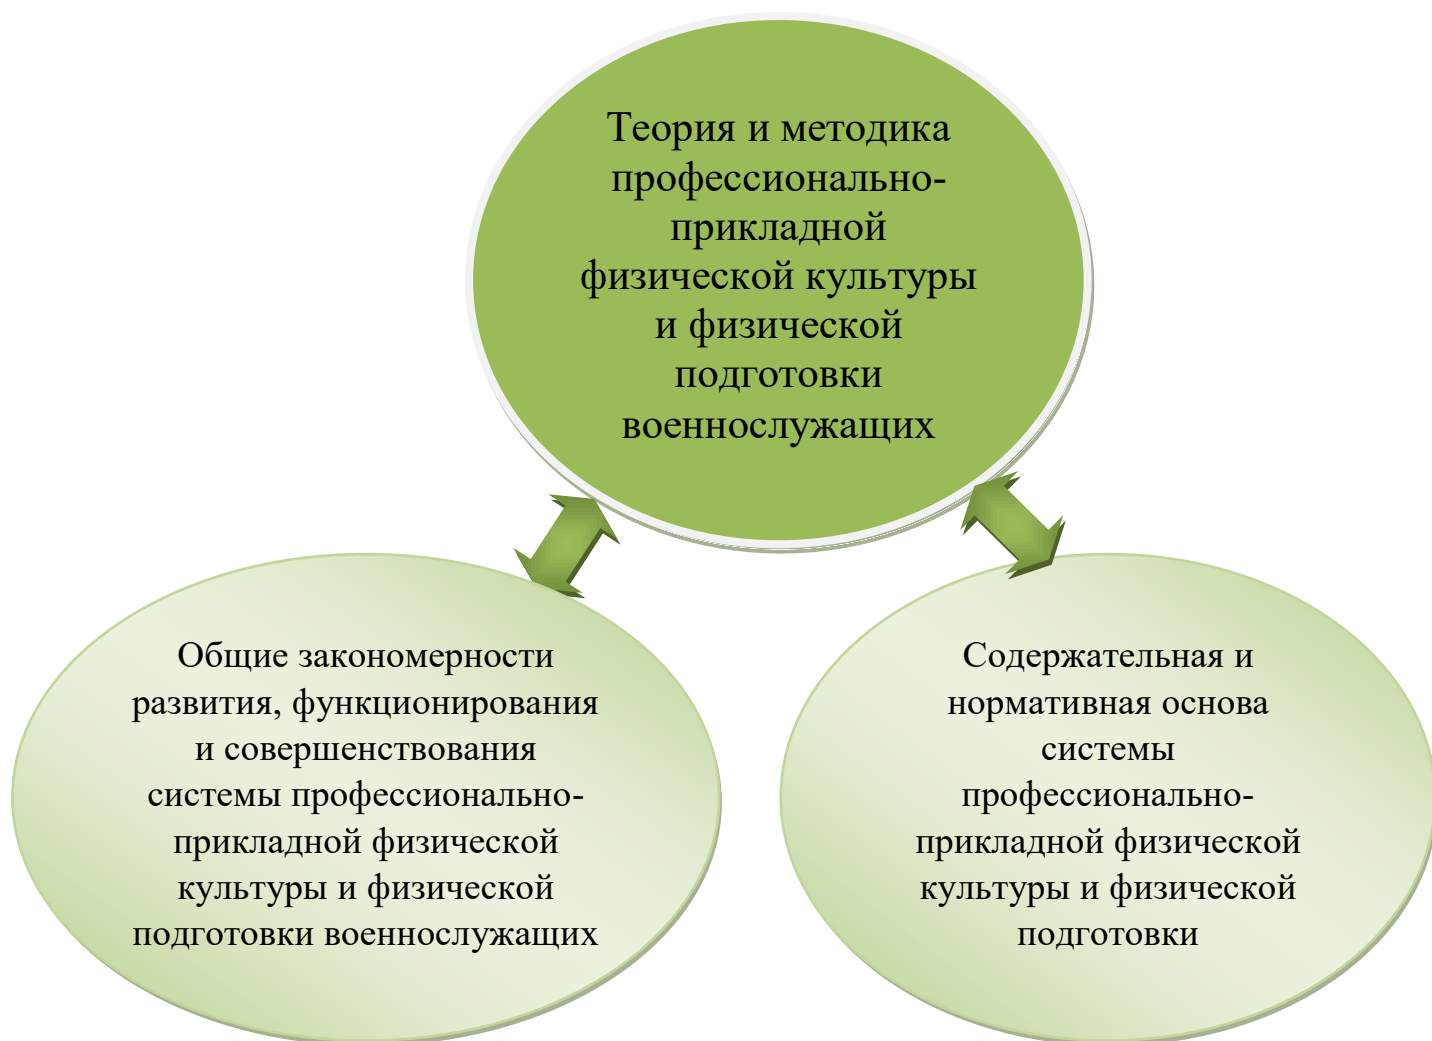 Теория и методика
профессионально-
прикладной
физической культуры
и физической
подготовки
военнослужащих
Общие закономерности
развития, функционирования
и совершенствования
системы профессионально-
прикладной физической
культуры и физической
подготовки военнослужащих
Содержательная и
нормативная основа
системы
профессионально-
прикладной физической
культуры и физической
подготовки